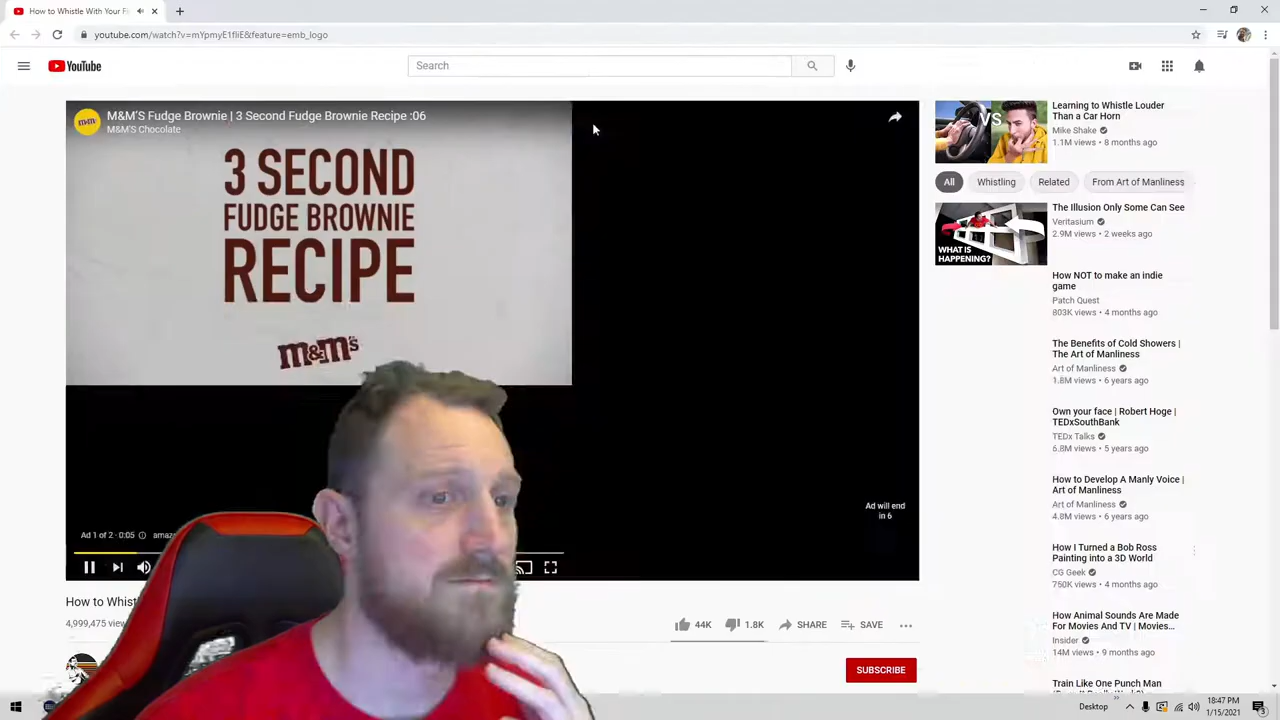 How to Whistle With Your Fi
youtube.com/watch?v=mYpmyE1fIiE&feature=emb_logo
YouTube
Search
M&M'S Fudge Brownie | 3 Second Fudge Brownie Recipe :06
M&M'S Chocolate
m&m's
3 SECOND
FUDGE BROWNIE
RECIPE
m&m's
Ad will end
in 6
Ad 1 of 2 · 0:05
amaz
How to Whist
4,999,475 view
44K
1.8K
SHARE
SAVE
SUBSCRIBE
VS
Learning to Whistle Louder
Than a Car Horn
Mike Shake
1.1M views • 8 months ago
All
Whistling
Related
From Art of Manliness
WHAT IS
HAPPENING?
The Illusion Only Some Can See
Veritasium
2.9M views • 2 weeks ago
How NOT to make an indie
game
Patch Quest
803K views • 4 months ago
The Benefits of Cold Showers |
The Art of Manliness
Art of Manliness
1.8M views • 6 years ago
Own your face | Robert Hoge |
TEDxSouthBank
TEDx Talks
6.8M views • 5 years ago
How to Develop A Manly Voice |
Art of Manliness
Art of Manliness
4.8M views • 6 years ago
How I Turned a Bob Ross
Painting into a 3D World
CG Geek
750K views • 4 months ago
How Animal Sounds Are Made
For Movies And TV | Movies...
Insider
14M views • 9 months ago
Train Like One Punch Man
Desktop
18:47 PM
1/15/2021
3